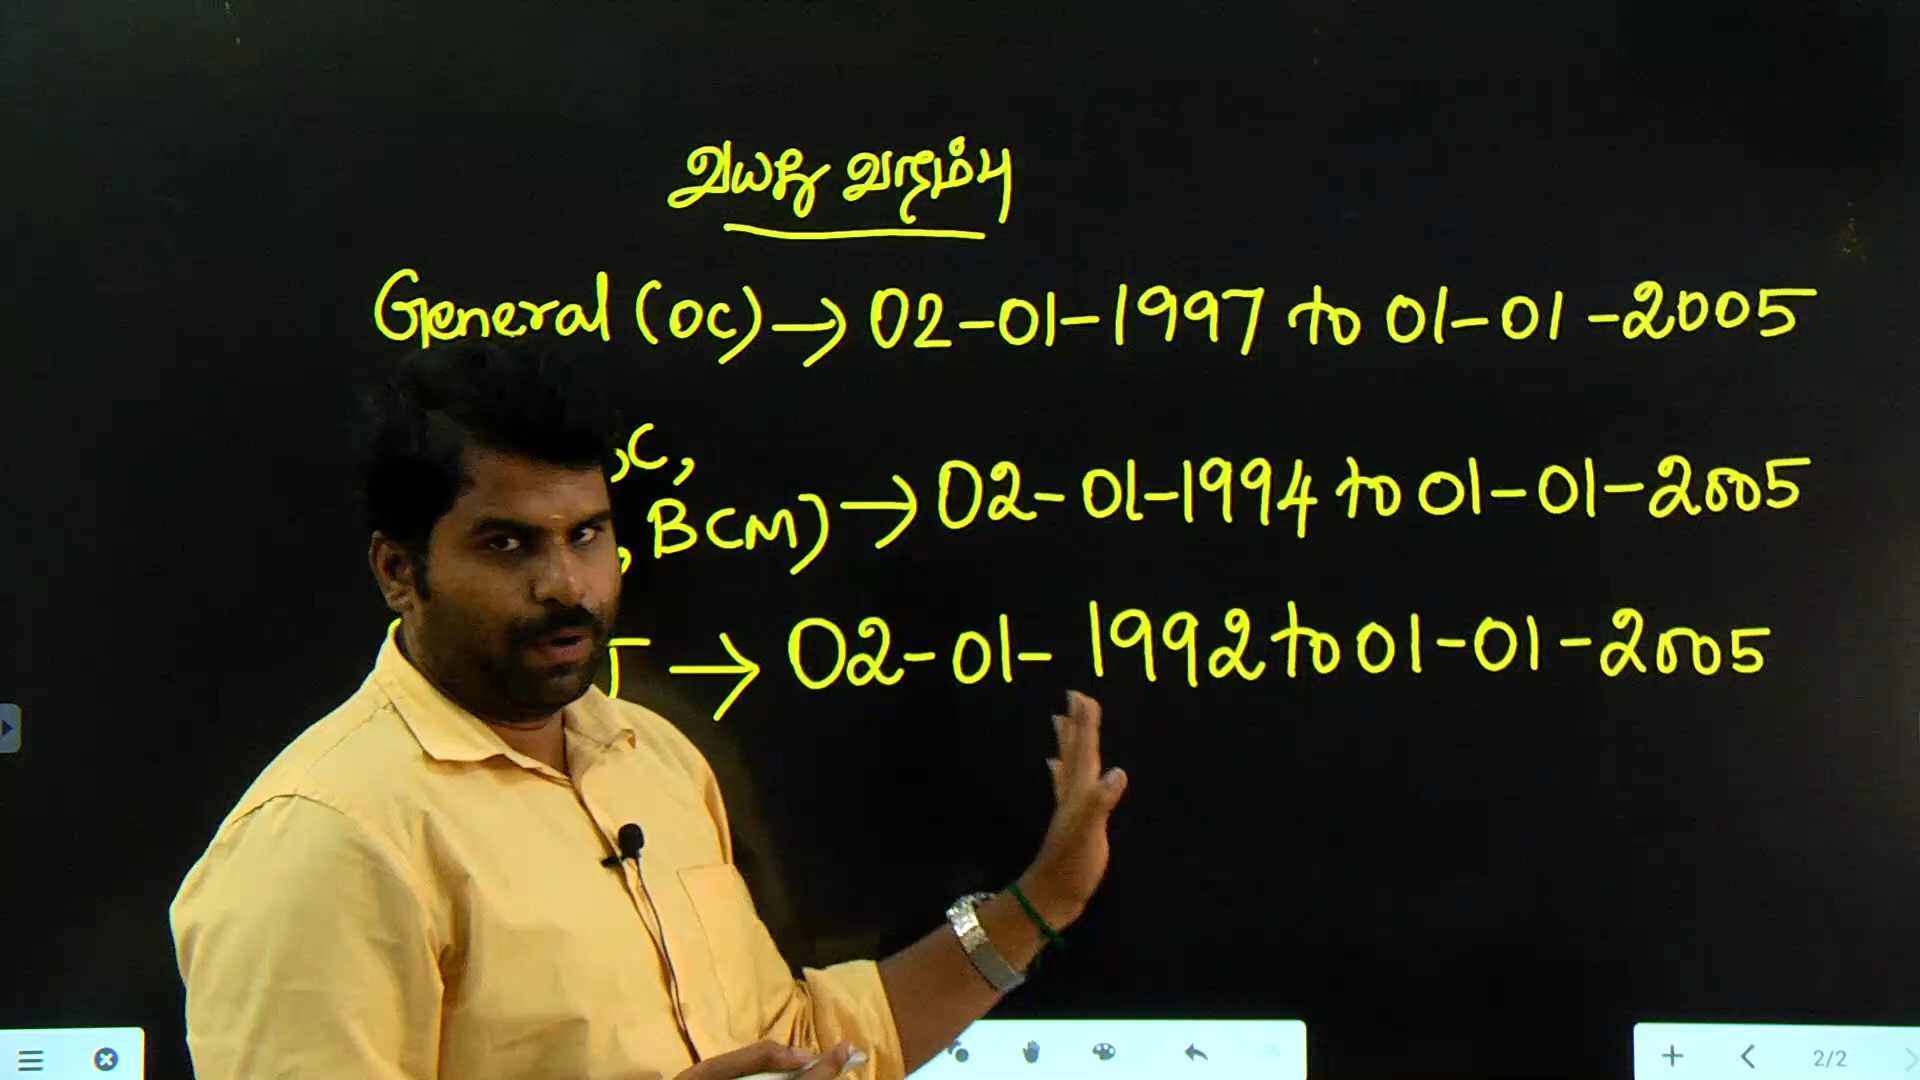 வயது வரம்பு
General (OC) → 02-01-1997 to 01-01-2005
C,
, BCM) → 02-01-1994 to 01-01-2005
→ 02-01-1992 to 01-01-2005
2/2